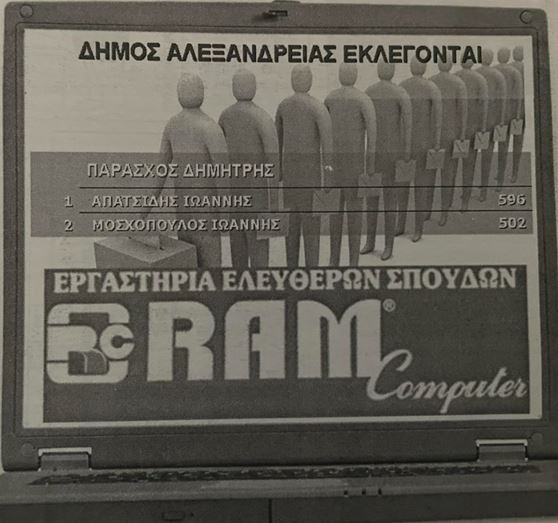 ΔΗΜΟΣ ΑΛΕΞΑΝΔΡΕΙΑΣ ΕΚΛΕΓΟΝΤΑΙ
ΠΑΡΑΣΧΟΣ ΔΗΜΗΤΡΗΣ
1 ΑΠΑΤΣΙΔΗΣ ΙΩΑΝΝΗΣ 596
2 ΜΟΣΧΟΠΟΥΛΟΣ ΙΩΑΝΝΗΣ 502
ΕΡΓΑΣΤΗΡΙΑ ΕΛΕΥΘΕΡΩΝ ΣΠΟΥΔΩΝ
RAM®
Computer